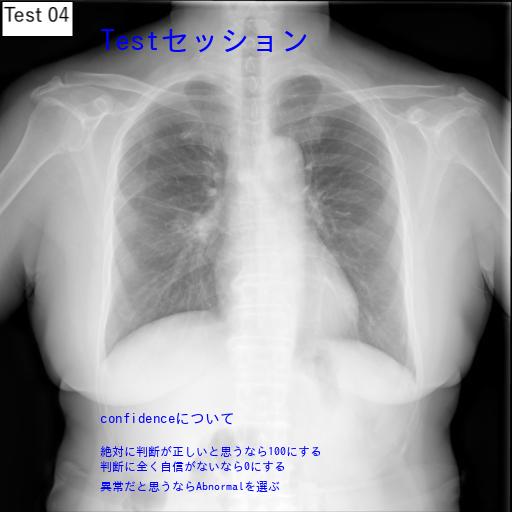 Test 04
Testセッション
confidenceについて
絶対に判断が正しいと思うなら100にする
判断に全く自信がないなら0にする
異常だと思うならAbnormalを選ぶ